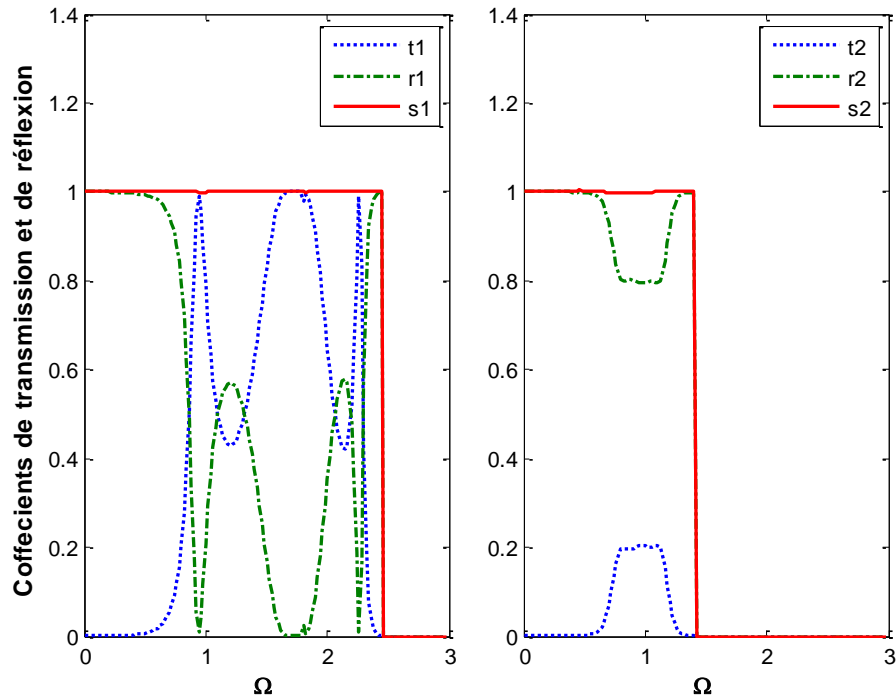 Coffecients de transmission et de réflexion
1.4
1.2
1
0.8
0.6
0.4
0.2
0
0 1 2 3
Ω
t1
r1
s1
1.4
1.2
1
0.8
0.6
0.4
0.2
0
0 1 2 3
Ω
t2
r2
s2